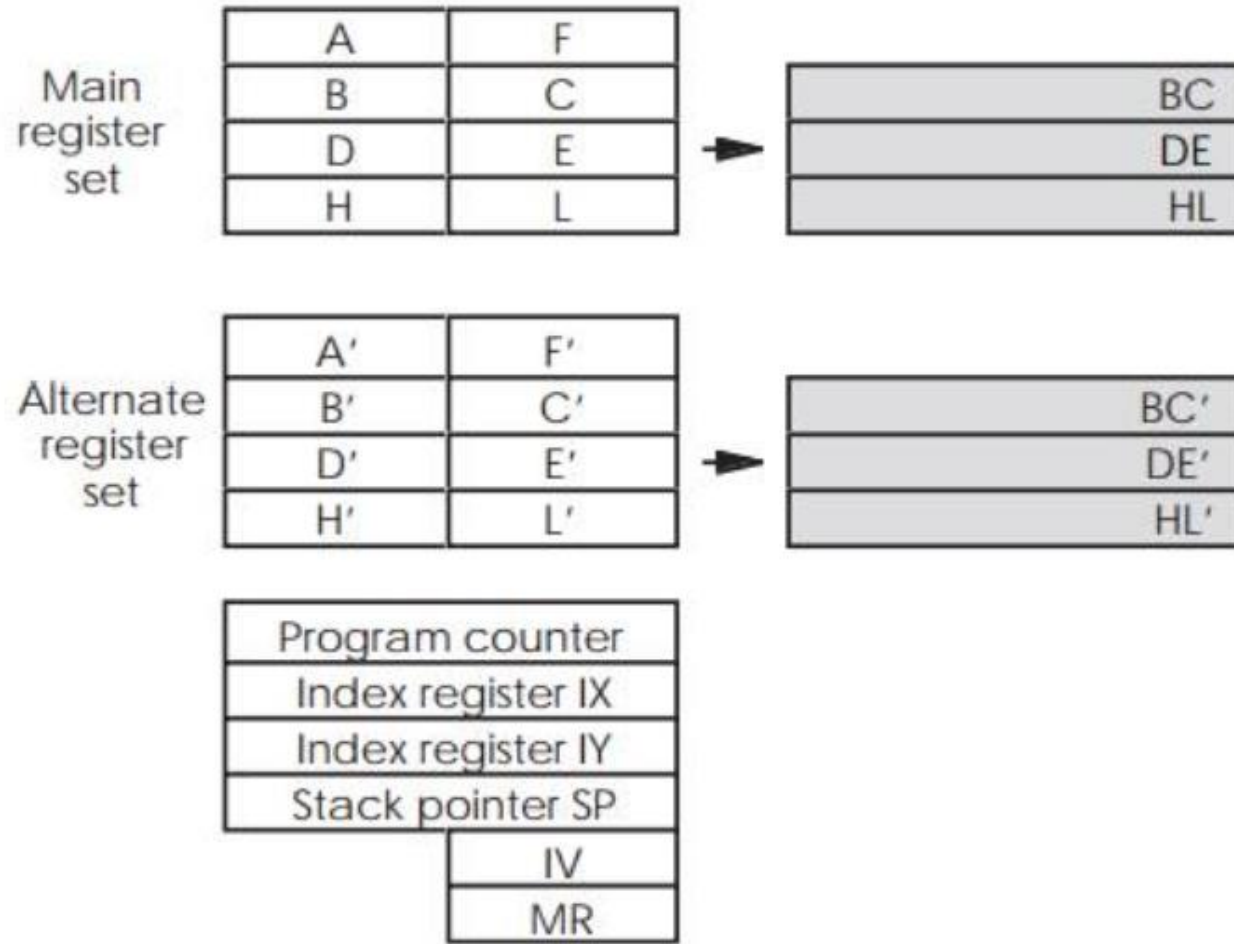 Main
register
set
A F
B C
D E
H L
BC
DE
HL
Alternate
register
set
A' F'
B' C'
D' E'
H' L'
BC'
DE'
HL'
Program counter
Index register IX
Index register IY
Stack pointer SP
IV
MR